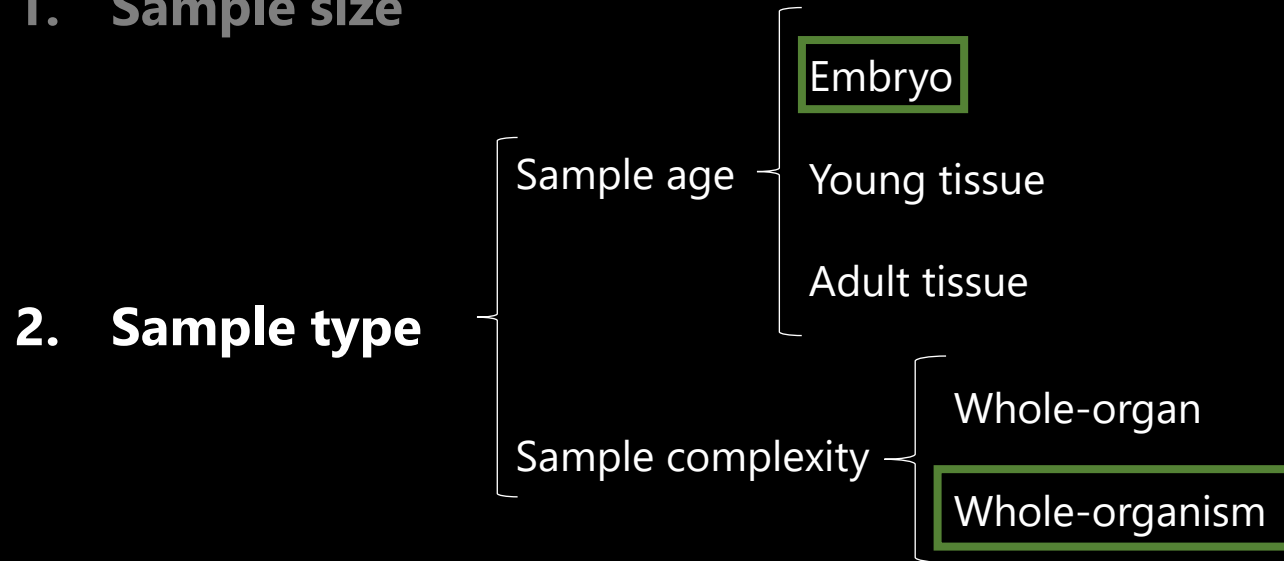 1. Sample size
Embryo
Sample age
Young tissue
Adult tissue
2. Sample type
Whole-organ
Sample complexity
Whole-organism